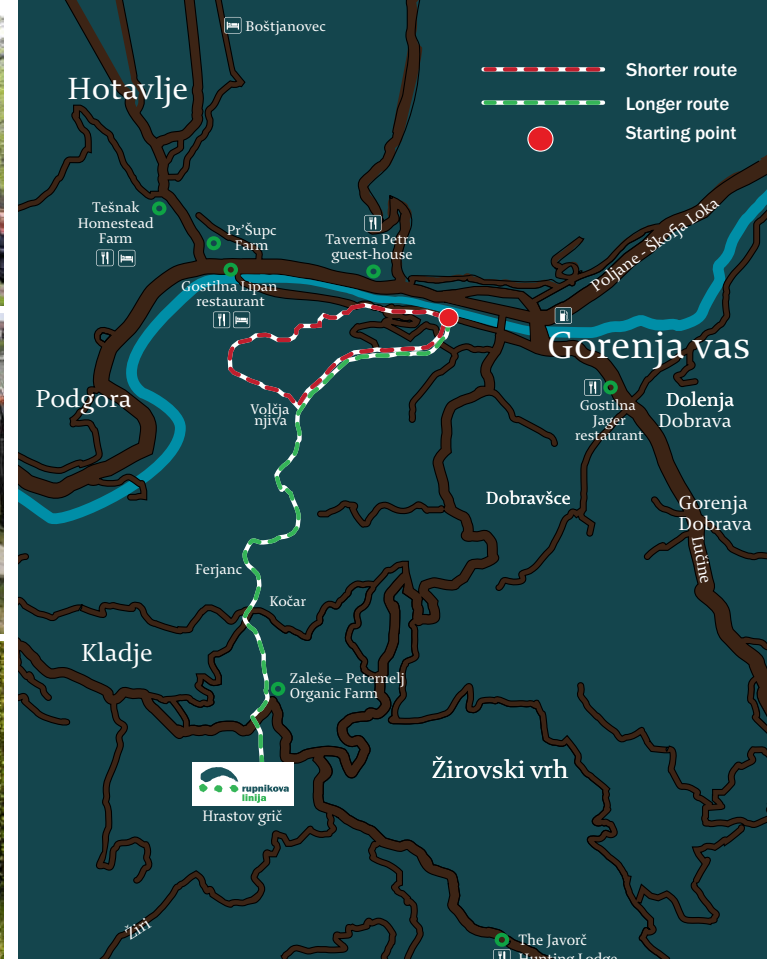 Boštjanovec
Hotavlje
Shorter route
Longer route
Starting point
Tešnak
Homestead
Farm
Pr'Šupc
Farm
Taverna Petra
guest-house
Poljane - Škofja Loka
Gostilna Lipan
restaurant
Gorenja vas
Podgora
Volčja
njiva
Gostilna
Jager
restaurant
Dolenja
Dobrava
Dobravšce
Gorenja
Dobrava
Lučine
Ferjanc
Kočar
Kladje
Zaleše – Peternelj
Organic Farm
Žirovski vrh
rupnikova
linija
Hrastov grič
Žiri
The Javorč
Hunting Lodge